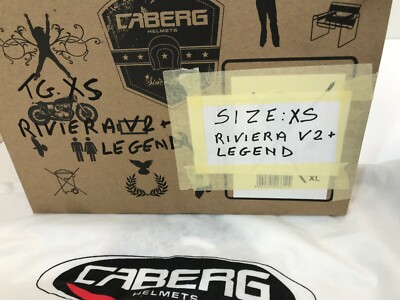 CABERG
HELMETS
TG.XS
RIVIERA V2 +
LEGEND
SIZE:XS
RIVIERA V2 +
LEGEND
XL
CABERG
HELMETS